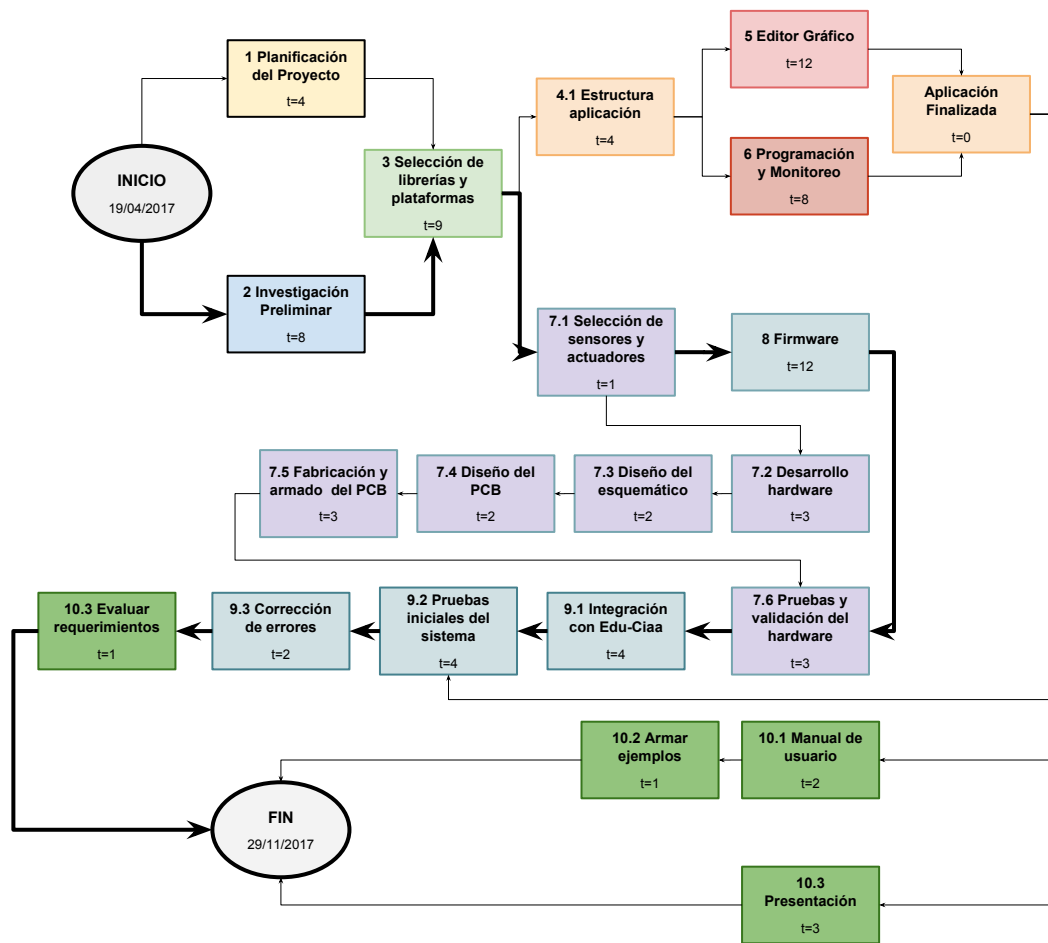 1 Planificación
del Proyecto
t=4
INICIO
19/04/2017
2 Investigación
Preliminar
t=8
3 Selección de
librerías y
plataformas
t=9
4.1 Estructura
aplicación
t=4
5 Editor Gráfico
t=12
6 Programación
y Monitoreo
t=8
Aplicación
Finalizada
t=0
7.1 Selección de
sensores y
actuadores
t=1
8 Firmware
t=12
7.5 Fabricación y
armado del PCB
t=3
7.4 Diseño del
PCB
t=2
7.3 Diseño del
esquemático
t=2
7.2 Desarrollo
hardware
t=3
10.3 Evaluar
requerimientos
t=1
9.3 Corrección
de errores
t=2
9.2 Pruebas
iniciales del
sistema
t=4
9.1 Integración
con Edu-Ciaa
t=4
7.6 Pruebas y
validación del
hardware
t=3
10.2 Armar
ejemplos
t=1
10.1 Manual de
usuario
t=2
FIN
29/11/2017
10.3
Presentación
t=3